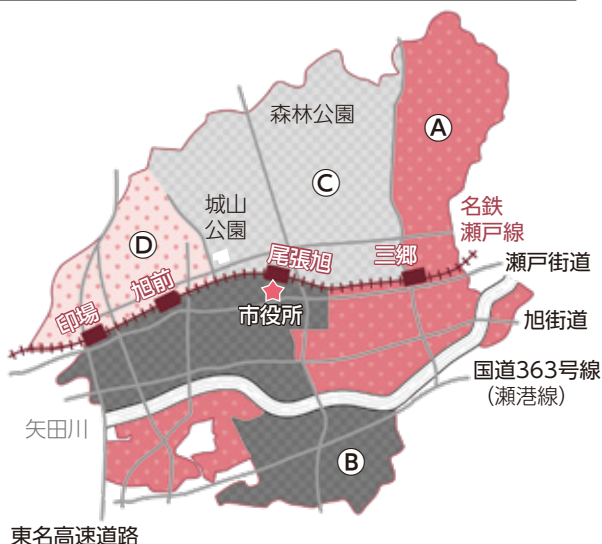 森林公園
Ⓐ
Ⓒ
城山
公園
名鉄
瀬戸線
Ⓓ
尾張旭
三郷
瀬戸街道
旭前
市役所
印場
旭街道
国道363号線
（瀬港線）
矢田川
Ⓑ
東名高速道路